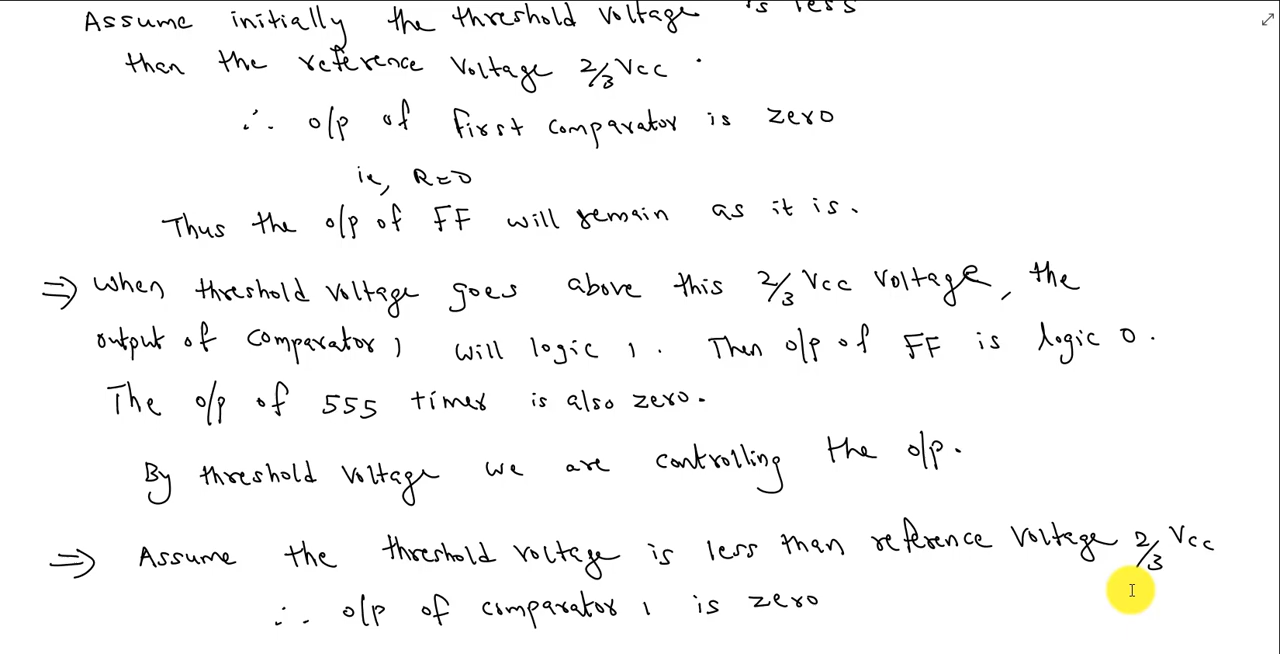 Assume initially the threshold voltage is less
than the reference voltage 2/3 Vcc .
∴ o/p of first comparator is zero
ie, R=0
Thus the o/p of FF will remain as it is.
⇒ When threshold voltage goes above this 2/3 Vcc voltage, the
output of comparator 1 will logic 1. Then o/p of FF is logic 0.
The o/p of 555 timer is also zero.
By threshold voltage we are controlling the o/p.
⇒ Assume the threshold voltage is less than reference voltage 2/3 Vcc
∴ o/p of comparator 1 is zero